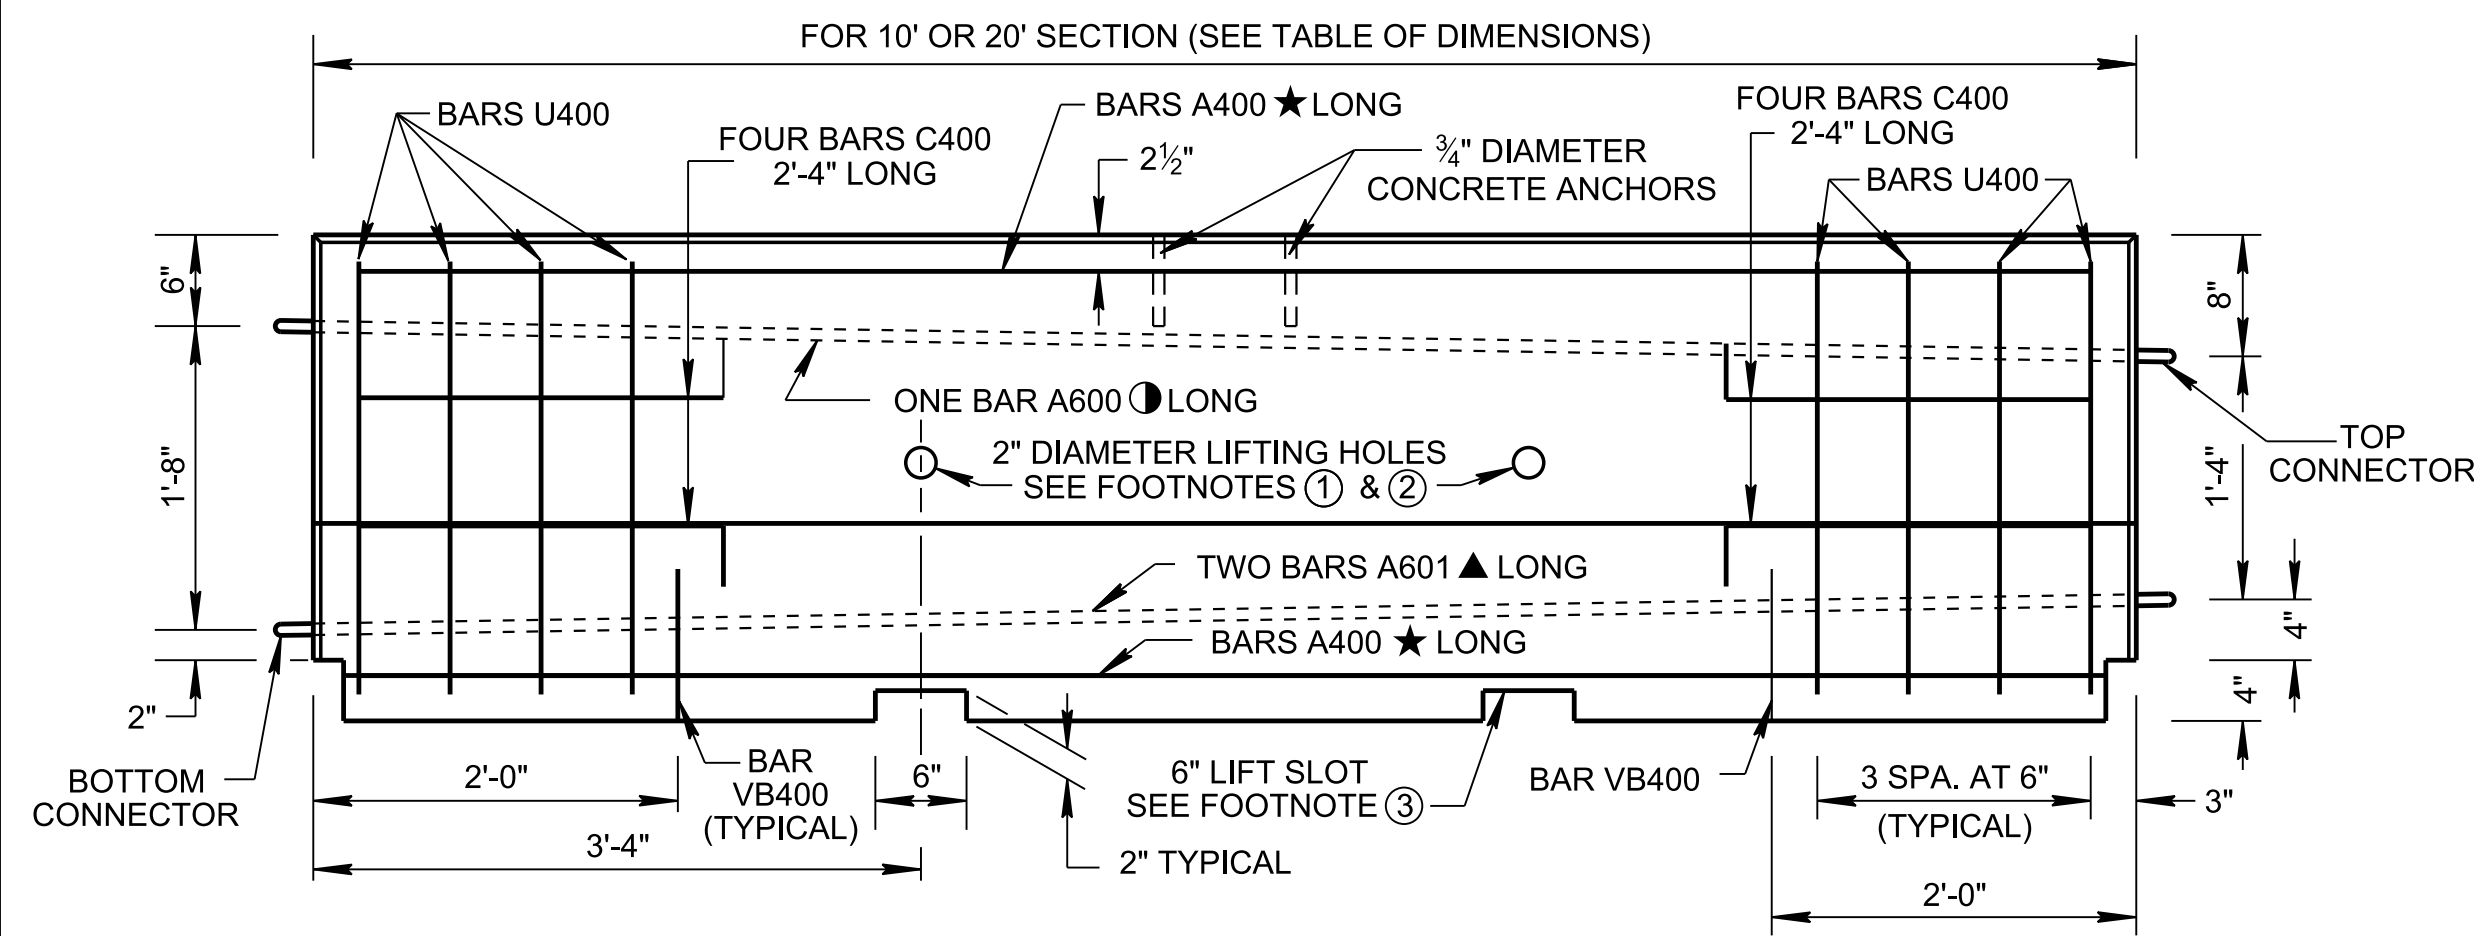 FOR 10' OR 20' SECTION (SEE TABLE OF DIMENSIONS)
BARS U400
FOUR BARS C400
2'-4" LONG
BARS A400 ★ LONG
2½"
¾" DIAMETER
CONCRETE ANCHORS
FOUR BARS C400
2'-4" LONG
BARS U400
6"
8"
ONE BAR A600 ◑ LONG
2" DIAMETER LIFTING HOLES
SEE FOOTNOTES ① & ②
TOP
CONNECTOR
1'-8"
1'-4"
TWO BARS A601 ▲ LONG
BARS A400 ★ LONG
4"
4"
2"
BOTTOM
CONNECTOR
2'-0"
BAR
VB400
(TYPICAL)
6"
6" LIFT SLOT
SEE FOOTNOTE ③
BAR VB400
3 SPA. AT 6"
(TYPICAL)
3"
3'-4"
2" TYPICAL
2'-0"